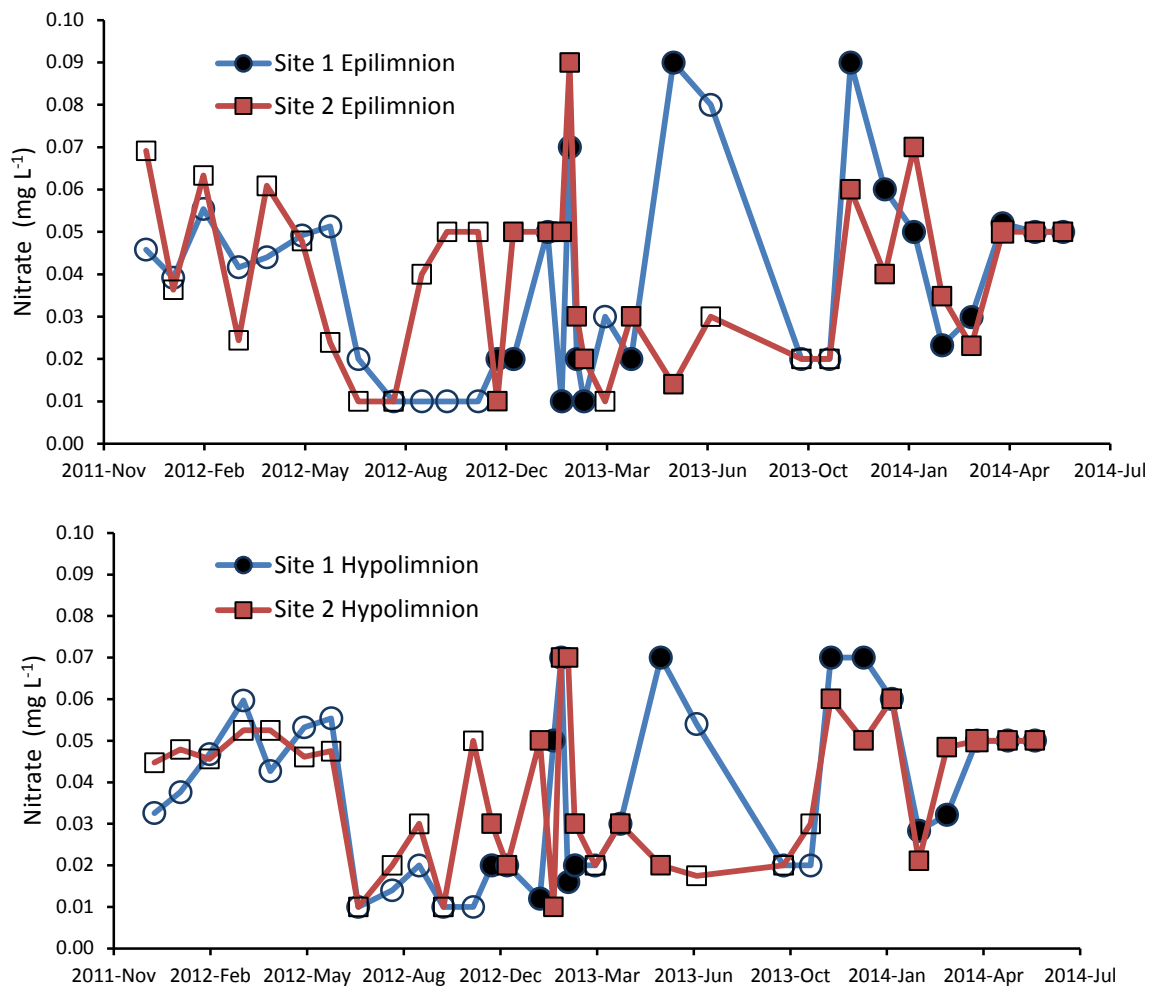 0.10
0.09
0.08
0.07
0.06
0.05
0.04
0.03
0.02
0.01
0.00
Nitrate (mg L⁻¹)
Site 1 Epilimnion
Site 2 Epilimnion
2011-Nov 2012-Feb 2012-May 2012-Aug 2012-Dec 2013-Mar 2013-Jun 2013-Oct 2014-Jan 2014-Apr 2014-Jul
0.10
0.09
0.08
0.07
0.06
0.05
0.04
0.03
0.02
0.01
0.00
Nitrate (mg L⁻¹)
Site 1 Hypolimnion
Site 2 Hypolimnion
2011-Nov 2012-Feb 2012-May 2012-Aug 2012-Dec 2013-Mar 2013-Jun 2013-Oct 2014-Jan 2014-Apr 2014-Jul